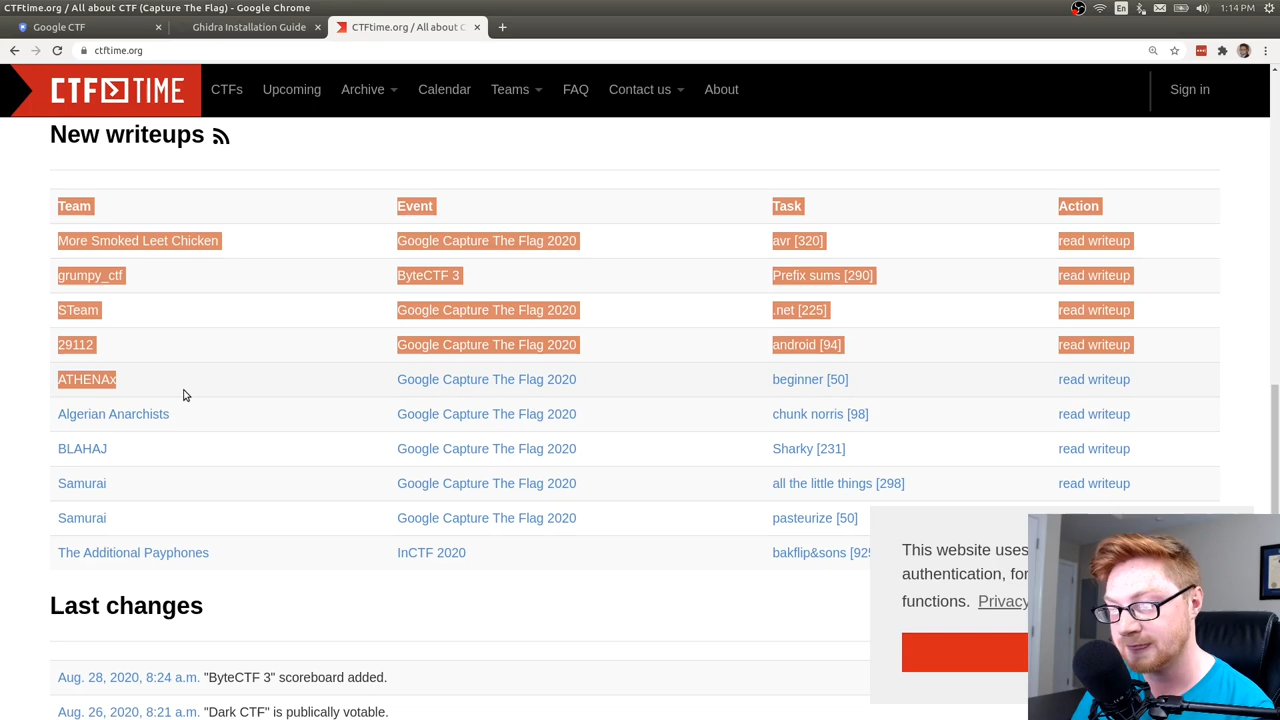 CTFtime.org / All about CTF (Capture The Flag) - Google Chrome
En
1:14 PM
Google CTF
Ghidra Installation Guide
CTFtime.org / All about C
ctftime.org
CTF TIME
CTFs
Upcoming
Archive
Calendar
Teams
FAQ
Contact us
About
Sign in
New writeups
Team Event Task Action
More Smoked Leet Chicken Google Capture The Flag 2020 avr [320] read writeup
grumpy_ctf ByteCTF 3 Prefix sums [290] read writeup
STeam Google Capture The Flag 2020 .net [225] read writeup
29112 Google Capture The Flag 2020 android [94] read writeup
ATHENAx Google Capture The Flag 2020 beginner [50] read writeup
Algerian Anarchists Google Capture The Flag 2020 chunk norris [98] read writeup
BLAHAJ Google Capture The Flag 2020 Sharky [231] read writeup
Samurai Google Capture The Flag 2020 all the little things [298] read writeup
Samurai Google Capture The Flag 2020 pasteurize [50]
The Additional Payphones InCTF 2020 bakflip&sons [925
This website uses
authentication, for
functions. Privacy
Last changes
Aug. 28, 2020, 8:24 a.m. "ByteCTF 3" scoreboard added.
Aug. 26, 2020, 8:21 a.m. "Dark CTF" is publically votable.